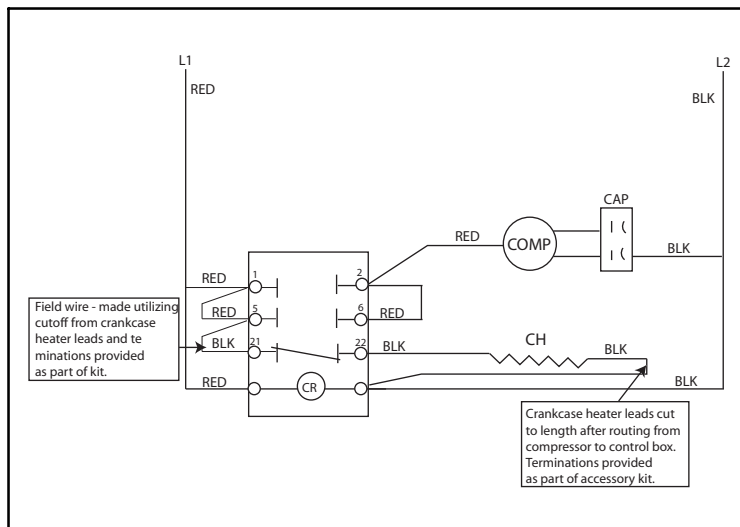 L1
L2
RED
BLK
CAP
RED
COMP
BLK
1
2
RED
5
6
RED
RED
Field wire - made utilizing
cutoff from crankcase
heater leads and te
minations provided
as part of kit.
BLK
21
22
BLK
CH
BLK
RED
CR
BLK
Crankcase heater leads cut
to length after routing from
compressor to control box.
Terminations provided
as part of accessory kit.